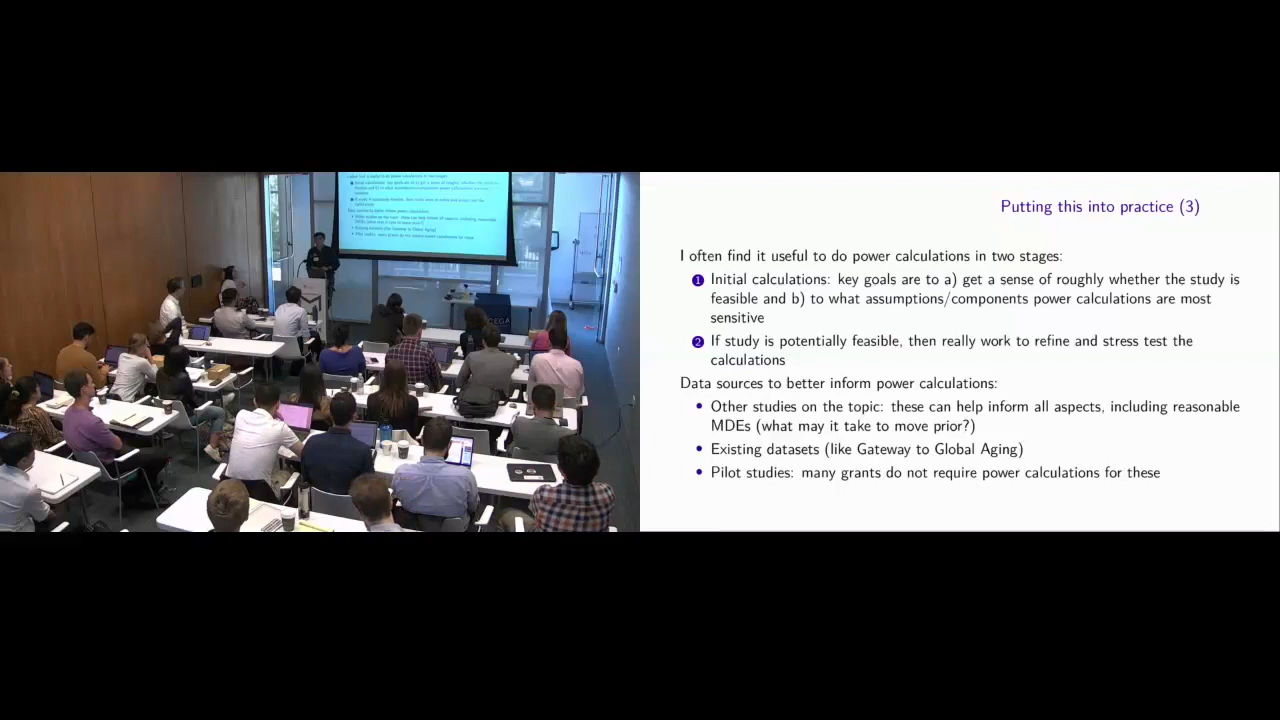 Putting this into practice (3)
I often find it useful to do power calculations in two stages:
1 Initial calculations: key goals are to a) get a sense of roughly whether the study is
feasible and b) to what assumptions/components power calculations are most
sensitive
2 If study is potentially feasible, then really work to refine and stress test the
calculations
Data sources to better inform power calculations:
• Other studies on the topic: these can help inform all aspects, including reasonable
MDEs (what may it take to move prior?)
• Existing datasets (like Gateway to Global Aging)
• Pilot studies: many grants do not require power calculations for these
CEGA